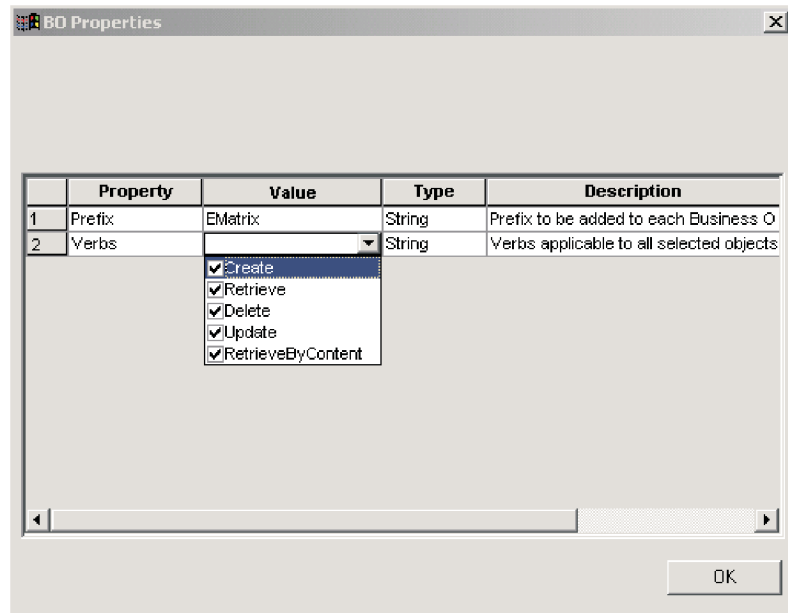 BO Properties
Property Value Type Description
1 Prefix EMatrix String Prefix to be added to each Business O
2 Verbs String Verbs applicable to all selected objects
Create
Retrieve
Delete
Update
RetrieveByContent
OK